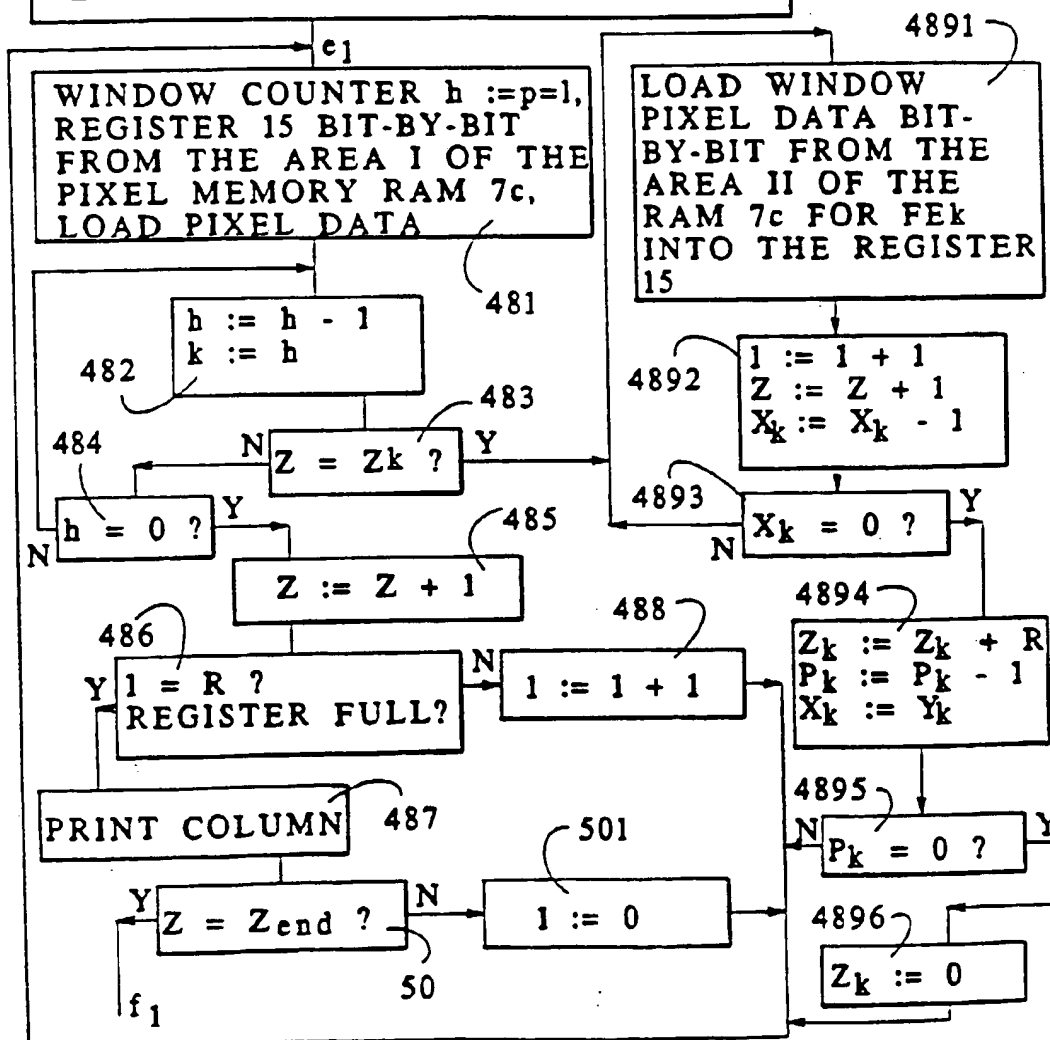 e1
4891
WINDOW COUNTER h :=p=1,
REGISTER 15 BIT-BY-BIT
FROM THE AREA I OF THE
PIXEL MEMORY RAM 7c,
LOAD PIXEL DATA
481
LOAD WINDOW
PIXEL DATA BIT-
BY-BIT FROM THE
AREA II OF THE
RAM 7c FOR FEk
INTO THE REGISTER
15
h := h - 1
k := h
482
4892
l := l + 1
Z := Z + 1
Xk := Xk - 1
483
N
Z = Zk ?
Y
484
h = 0 ?
Y
N
4893
Xk = 0 ?
Y
N
485
Z := Z + 1
486
Y
l = R ?
REGISTER FULL?
N
488
l := l + 1
4894
Zk := Zk + R
Pk := Pk - 1
Xk := Yk
PRINT COLUMN
487
4895
N
Pk = 0 ?
Y
Y
Z = Zend ?
N
50
501
l := 0
4896
Zk := 0
f1